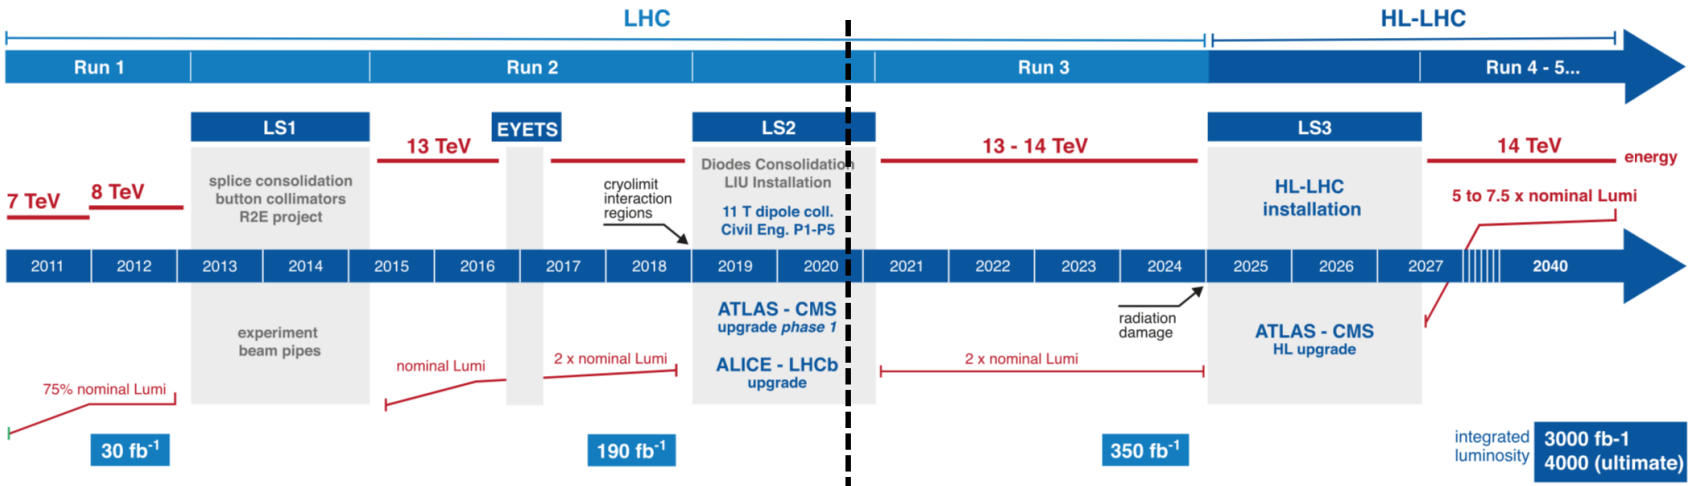 LHC
HL-LHC
Run 1
Run 2
Run 3
Run 4 - 5...
LS1
EYETS
LS2
LS3
13 TeV
13 - 14 TeV
14 TeV
energy
7 TeV
8 TeV
splice consolidation
button collimators
R2E project
cryolimit
interaction
regions
Diodes Consolidation
LIU Installation
11 T dipole coll.
Civil Eng. P1-P5
HL-LHC
installation
5 to 7.5 x nominal Lumi
2011
2012
2013
2014
2015
2016
2017
2018
2019
2020
2021
2022
2023
2024
2025
2026
2027
2040
experiment
beam pipes
ATLAS - CMS
upgrade phase 1
ALICE - LHCb
upgrade
radiation
damage
ATLAS - CMS
HL upgrade
75% nominal Lumi
nominal Lumi
2 x nominal Lumi
2 x nominal Lumi
30 fb-1
190 fb-1
350 fb-1
integrated
luminosity
3000 fb-1
4000 (ultimate)